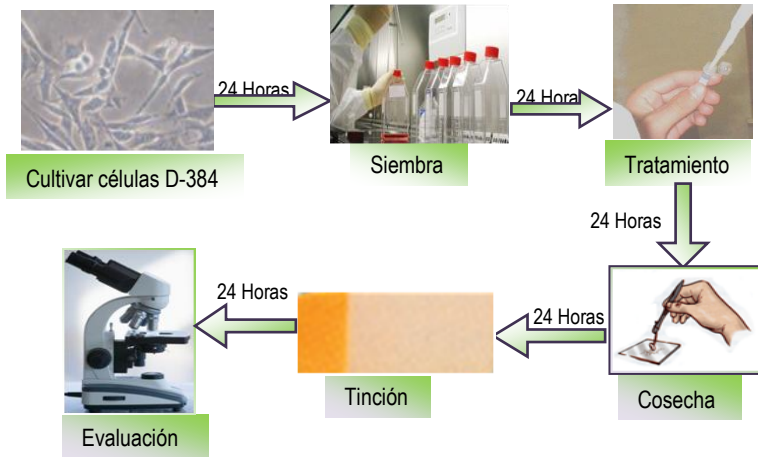 24 Horas
24 Hora
Cultivar células D-384
Siembra
Tratamiento
24 Horas
24 Horas
24 Horas
Tinción
Cosecha
Evaluación